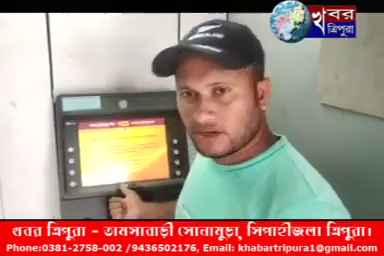 খবর
ত্রিপুরা
খবর ত্রিপুরা - তামসাবাড়ী সোনামুড়া, সিপাহীজলা ত্রিপুরা।
Phone:0381-2758-002 /9436502176, Email: khabartripura1@gmail.com